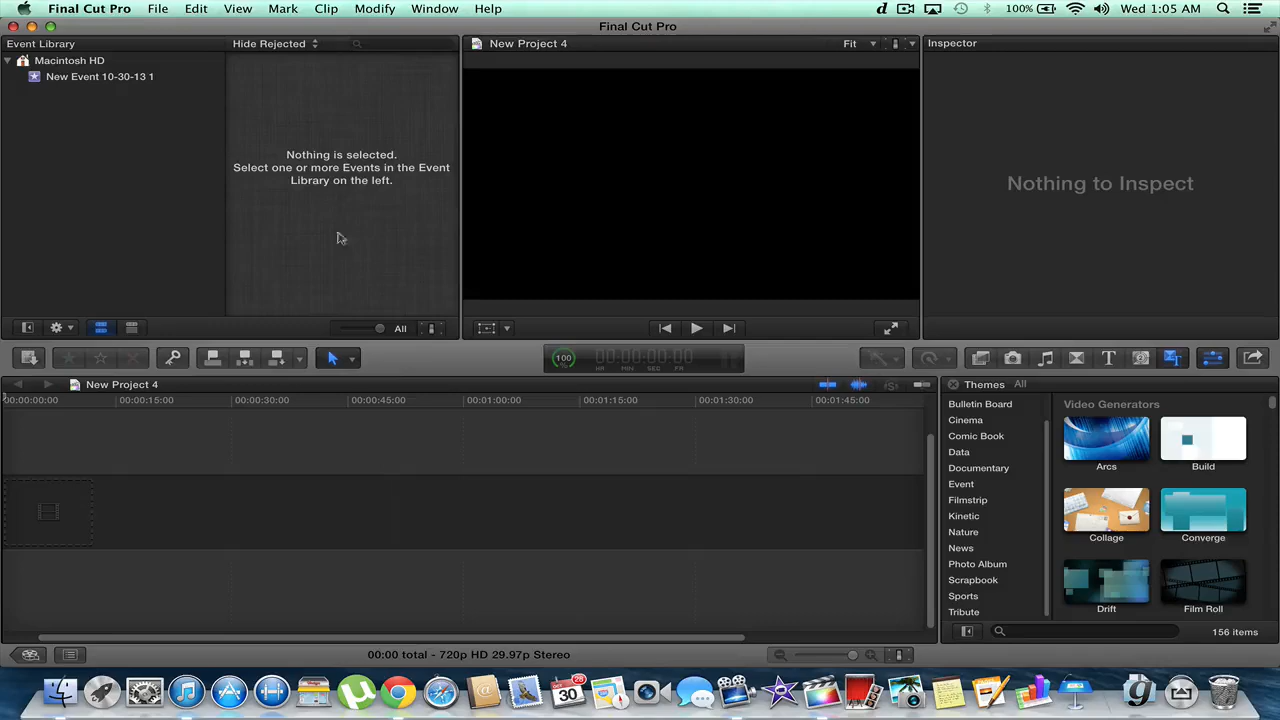 Final Cut Pro File Edit View Mark Clip Modify Window Help
d 100% Wed 1:05 AM
Final Cut Pro
Event Library
Hide Rejected
New Project 4
Fit
Inspector
Macintosh HD
New Event 10-30-13 1
Nothing is selected.
Select one or more Events in the Event
Library on the left.
Nothing to Inspect
All
100
%
00:00:00:00
HR MIN SEC FR
New Project 4
Themes All
00:00:00:00 00:00:15:00 00:00:30:00 00:00:45:00 00:01:00:00 00:01:15:00 00:01:30:00 00:01:45:00
Bulletin Board
Cinema
Comic Book
Data
Documentary
Event
Filmstrip
Kinetic
Nature
News
Photo Album
Scrapbook
Sports
Tribute
Video Generators
Arcs Build
Collage Converge
Drift Film Roll
156 items
00:00 total - 720p HD 29.97p Stereo
28
OCT
30